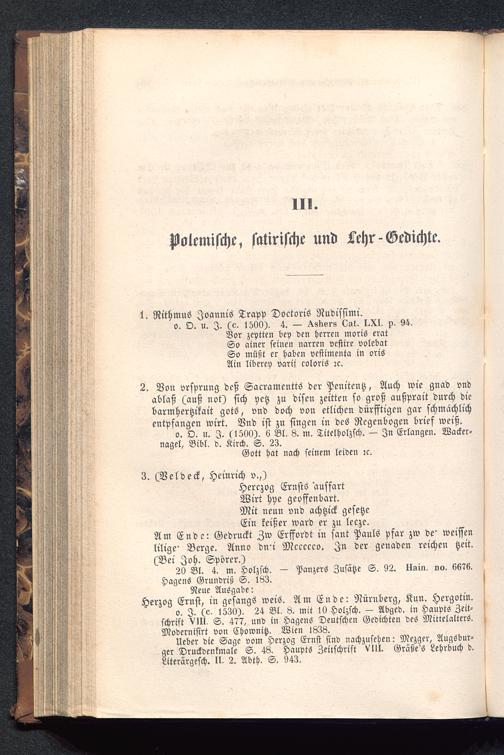 III.
Polemische, satirische und Lehr-Gedichte.
1. Rithmus Joannis Trapp Doctoris Rudissimi.
o. O. u. J. (c. 1500). 4. — Ashers Cat. LXI. p. 94.
Vor zeytten bey den herren moris erat
So ainer seinen narren vestire volebat
So müßt er haben vestimenta in oris
Ain liberey varij coloris ꝛc.
2. Von vrsprung deß Sacramentts der Penitentz, Auch wie gnad vnd
ablaß (auß not) sich yetz zu disen zeitten so groß außprait durch die
barmhertzikait gots, vnd doch von etlichen dürfftigen gar schmächlich
entpfangen wirt. Vnd ist zu singen in des Regenbogen brief weiß.
o. O. u. J. (1500). 6 Bl. 8. m. Titelholzsch. — In Erlangen. Wacker-
nagel, Bibl. d. Kirch. S. 23.
Gott hat nach seinem leiden ꝛc.
3. (Veldeck, Heinrich v.,)
Herczog Ernsts auffart
Wirt hye geoffenbart.
Mit neun vnd achtzick gesetze
Ein keißer ward er zu lecze.
Am Ende: Gedruckt Zw Erffordt in sant Pauls pfar zw de weissen
lilige Berge. Anno dni Mcccccc. In der genaden reichen tzeit.
(Bei Joh. Spörer.)
20 Bl. 4. m. Holzsch. — Panzers Zusätze S. 92. Hain. no. 6676.
Hagens Grundriß S. 183.
Neue Ausgabe:
Herzog Ernst, in gesangs weis. Am Ende: Nürnberg, Kun. Hergotin.
o. J. (c. 1530). 24 Bl. 8. mit 10 Holzsch. — Abged. in Haupts Zeit-
schrift VIII. S. 477, und in Hagens Deutschen Gedichten des Mittelalters.
Modernisirt von Chownitz. Wien 1838.
Ueber die Sage vom Herzog Ernst sind nachzusehen: Mezger, Augsbur-
ger Druckdenkmale S. 48. Haupts Zeitschrift VIII. Gräße's Lehrbuch d.
Literärgesch. II. 2. Abth. S. 943.